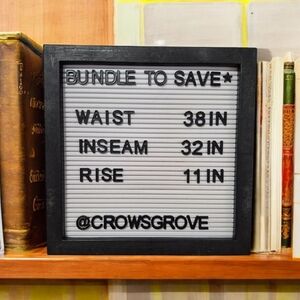 BUNDLE TO SAVE★
WAIST 38IN
INSEAM 32IN
RISE 11IN
@CROWSGROVE